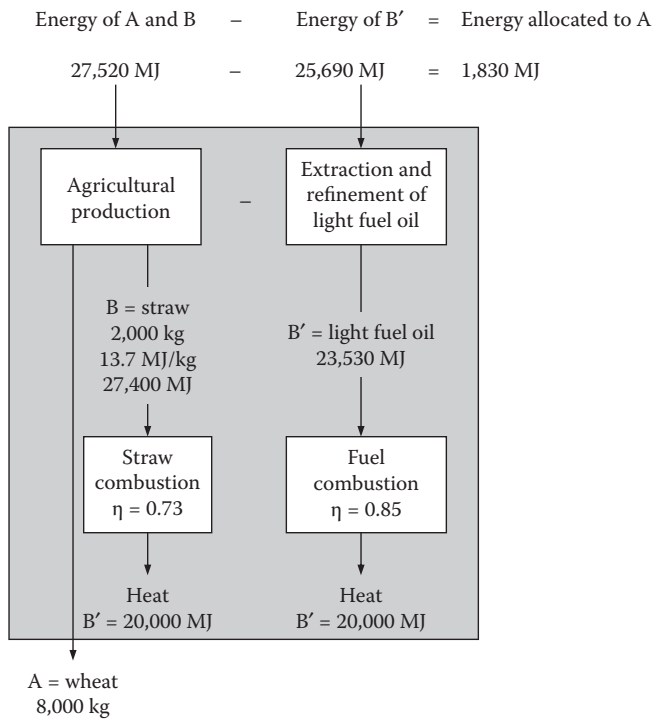 Energy of A and B – Energy of B′ = Energy allocated to A
27,520 MJ – 25,690 MJ = 1,830 MJ
Agricultural
production
–
Extraction and
refinement of
light fuel oil
B = straw
2,000 kg
13.7 MJ/kg
27,400 MJ
B′ = light fuel oil
23,530 MJ
Straw
combustion
η = 0.73
Fuel
combustion
η = 0.85
Heat
B′ = 20,000 MJ
Heat
B′ = 20,000 MJ
A = wheat
8,000 kg